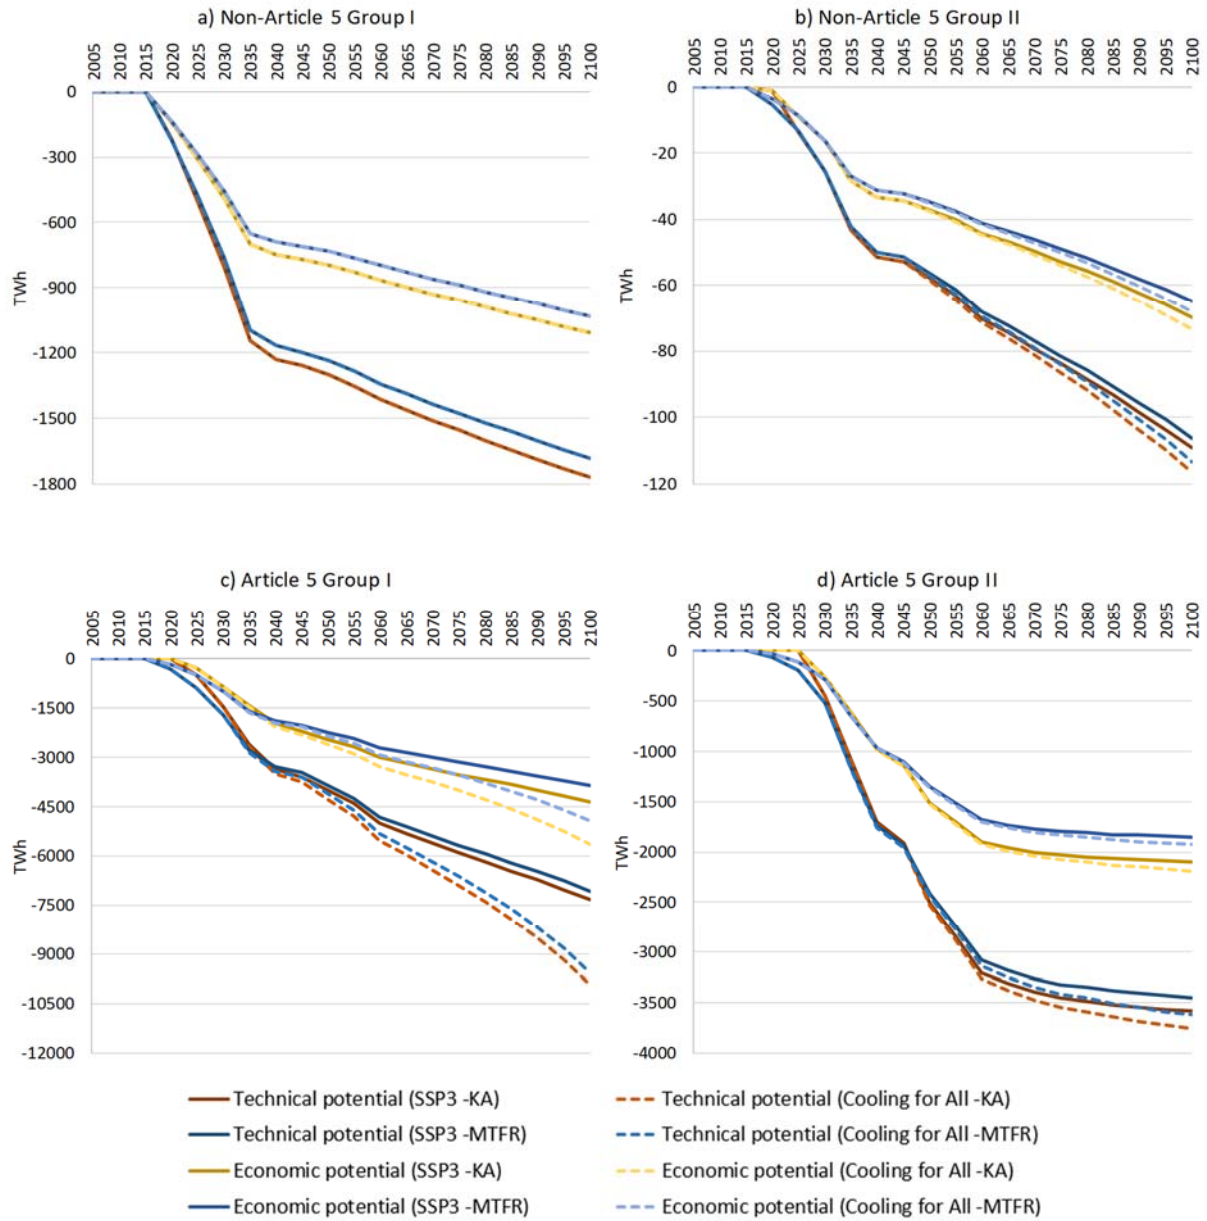 a) Non-Article 5 Group I
2005 2010 2015 2020 2025 2030 2035 2040 2045 2050 2055 2060 2065 2070 2075 2080 2085 2090 2095 2100
0
-300
-600
-900
-1200
-1500
-1800
TWh
b) Non-Article 5 Group II
2005 2010 2015 2020 2025 2030 2035 2040 2045 2050 2055 2060 2065 2070 2075 2080 2085 2090 2095 2100
0
-20
-40
-60
-80
-100
-120
TWh
c) Article 5 Group I
2005 2010 2015 2020 2025 2030 2035 2040 2045 2050 2055 2060 2065 2070 2075 2080 2085 2090 2095 2100
0
-1500
-3000
-4500
-6000
-7500
-9000
-10500
-12000
TWh
d) Article 5 Group II
2005 2010 2015 2020 2025 2030 2035 2040 2045 2050 2055 2060 2065 2070 2075 2080 2085 2090 2095 2100
0
-500
-1000
-1500
-2000
-2500
-3000
-3500
-4000
TWh
Technical potential (SSP3 -KA)
Technical potential (Cooling for All -KA)
Technical potential (SSP3 -MTFR)
Technical potential (Cooling for All -MTFR)
Economic potential (SSP3 -KA)
Economic potential (Cooling for All -KA)
Economic potential (SSP3 -MTFR)
Economic potential (Cooling for All -MTFR)